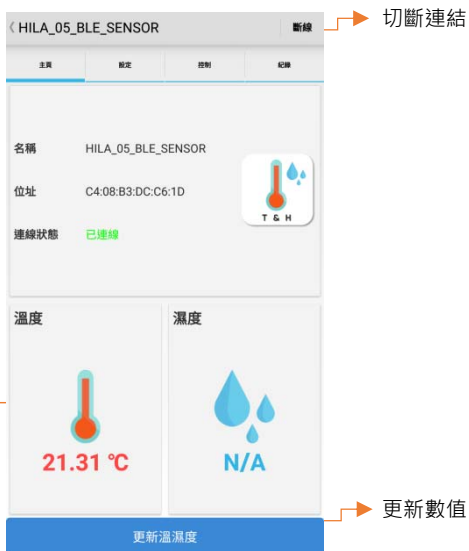 〈 HILA_05_BLE_SENSOR 斷線
切斷連結
主頁 設定 控制 紀錄
名稱 HILA_05_BLE_SENSOR
位址 C4:08:B3:DC:C6:1D
T & H
連線狀態 已連線
溫度 濕度
21.31 ℃ N/A
更新數值
更新溫濕度